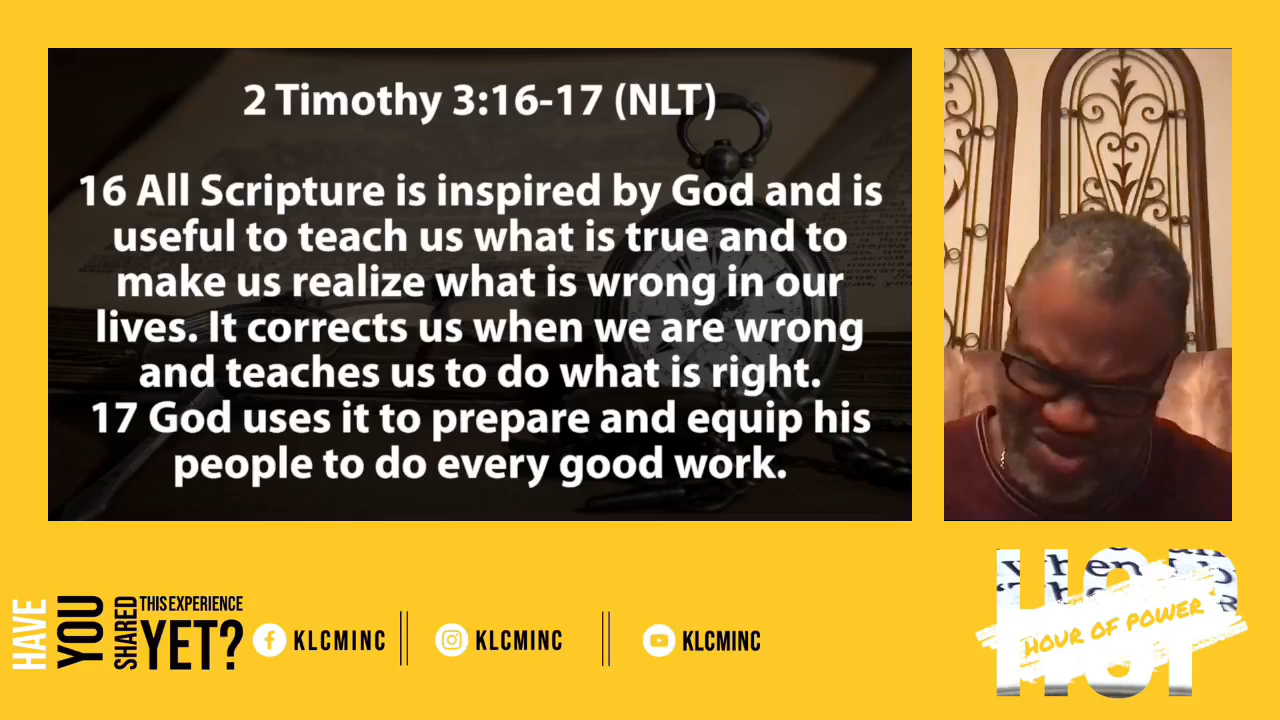 2 Timothy 3:16-17 (NLT)
16 All Scripture is inspired by God and is
useful to teach us what is true and to
make us realize what is wrong in our
lives. It corrects us when we are wrong
and teaches us to do what is right.
17 God uses it to prepare and equip his
people to do every good work.
HAVE
YOU
SHARED
THIS EXPERIENCE
YET?
KLCMINC
KLCMINC
KLCMINC
HOP
HOUR OF POWER